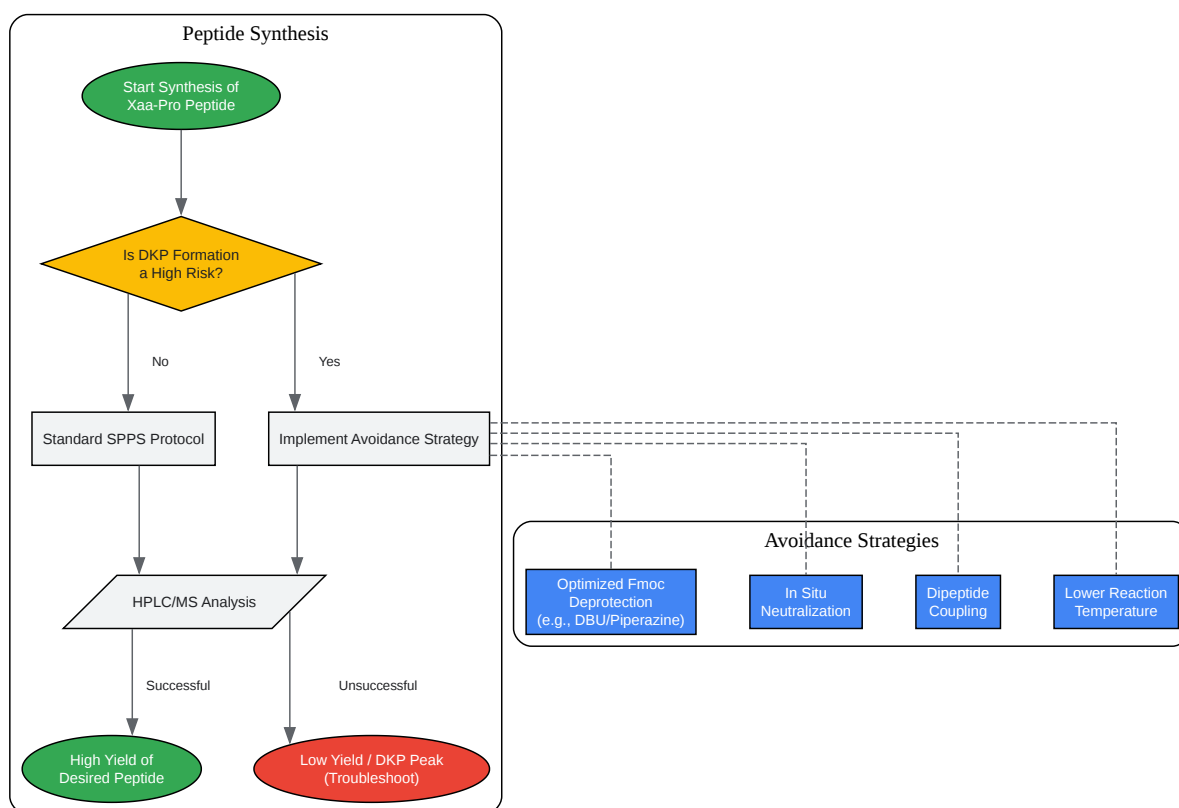 Peptide Synthesis
Start Synthesis of
Xaa-Pro Peptide
Is DKP Formation
a High Risk?
No
Yes
Standard SPPS Protocol
Implement Avoidance Strategy
Avoidance Strategies
Optimized Fmoc
Deprotection
(e.g., DBU/Piperazine)
In Situ
Neutralization
Dipeptide
Coupling
Lower Reaction
Temperature
HPLC/MS Analysis
Successful
Unsuccessful
High Yield of
Desired Peptide
Low Yield / DKP Peak
(Troubleshoot)